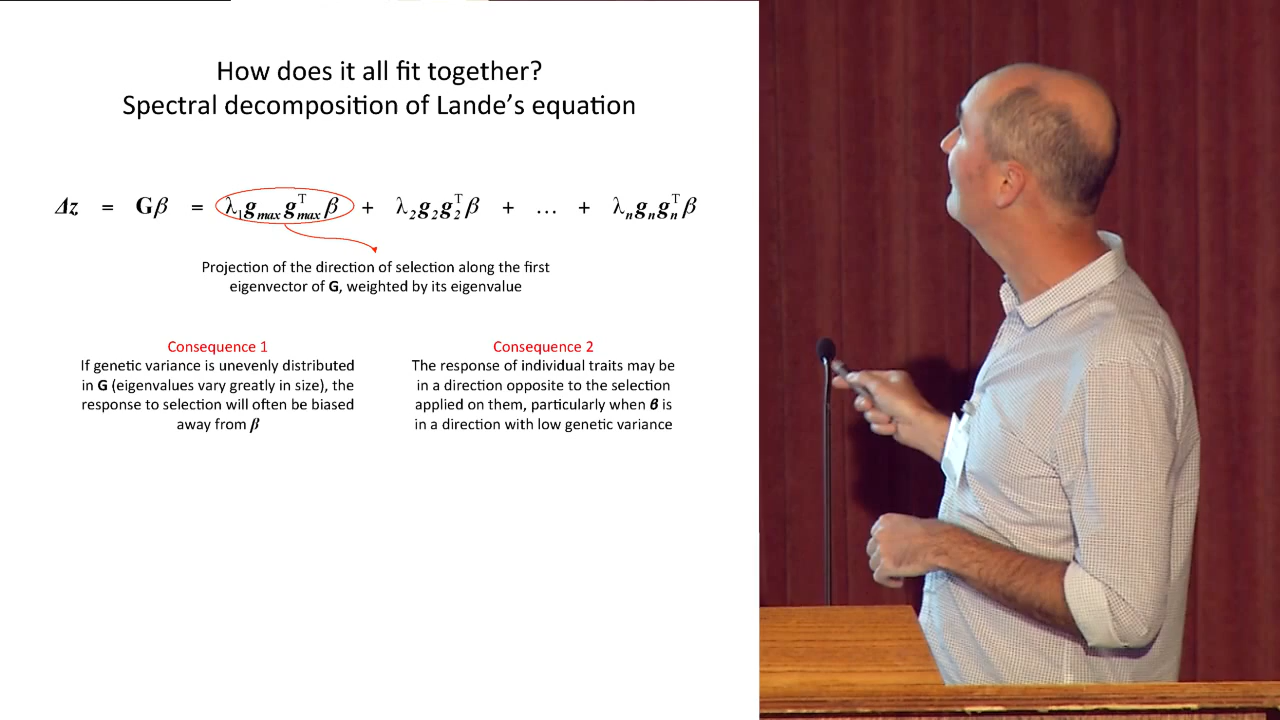 How does it all fit together?
Spectral decomposition of Lande's equation
Δz = Gβ = λ₁g_max g_max^T β + λ₂g₂g₂^T β + … + λₙgₙgₙ^T β
Projection of the direction of selection along the first
eigenvector of G, weighted by its eigenvalue
Consequence 1
If genetic variance is unevenly distributed
in G (eigenvalues vary greatly in size), the
response to selection will often be biased
away from β
Consequence 2
The response of individual traits may be
in a direction opposite to the selection
applied on them, particularly when β is
in a direction with low genetic variance